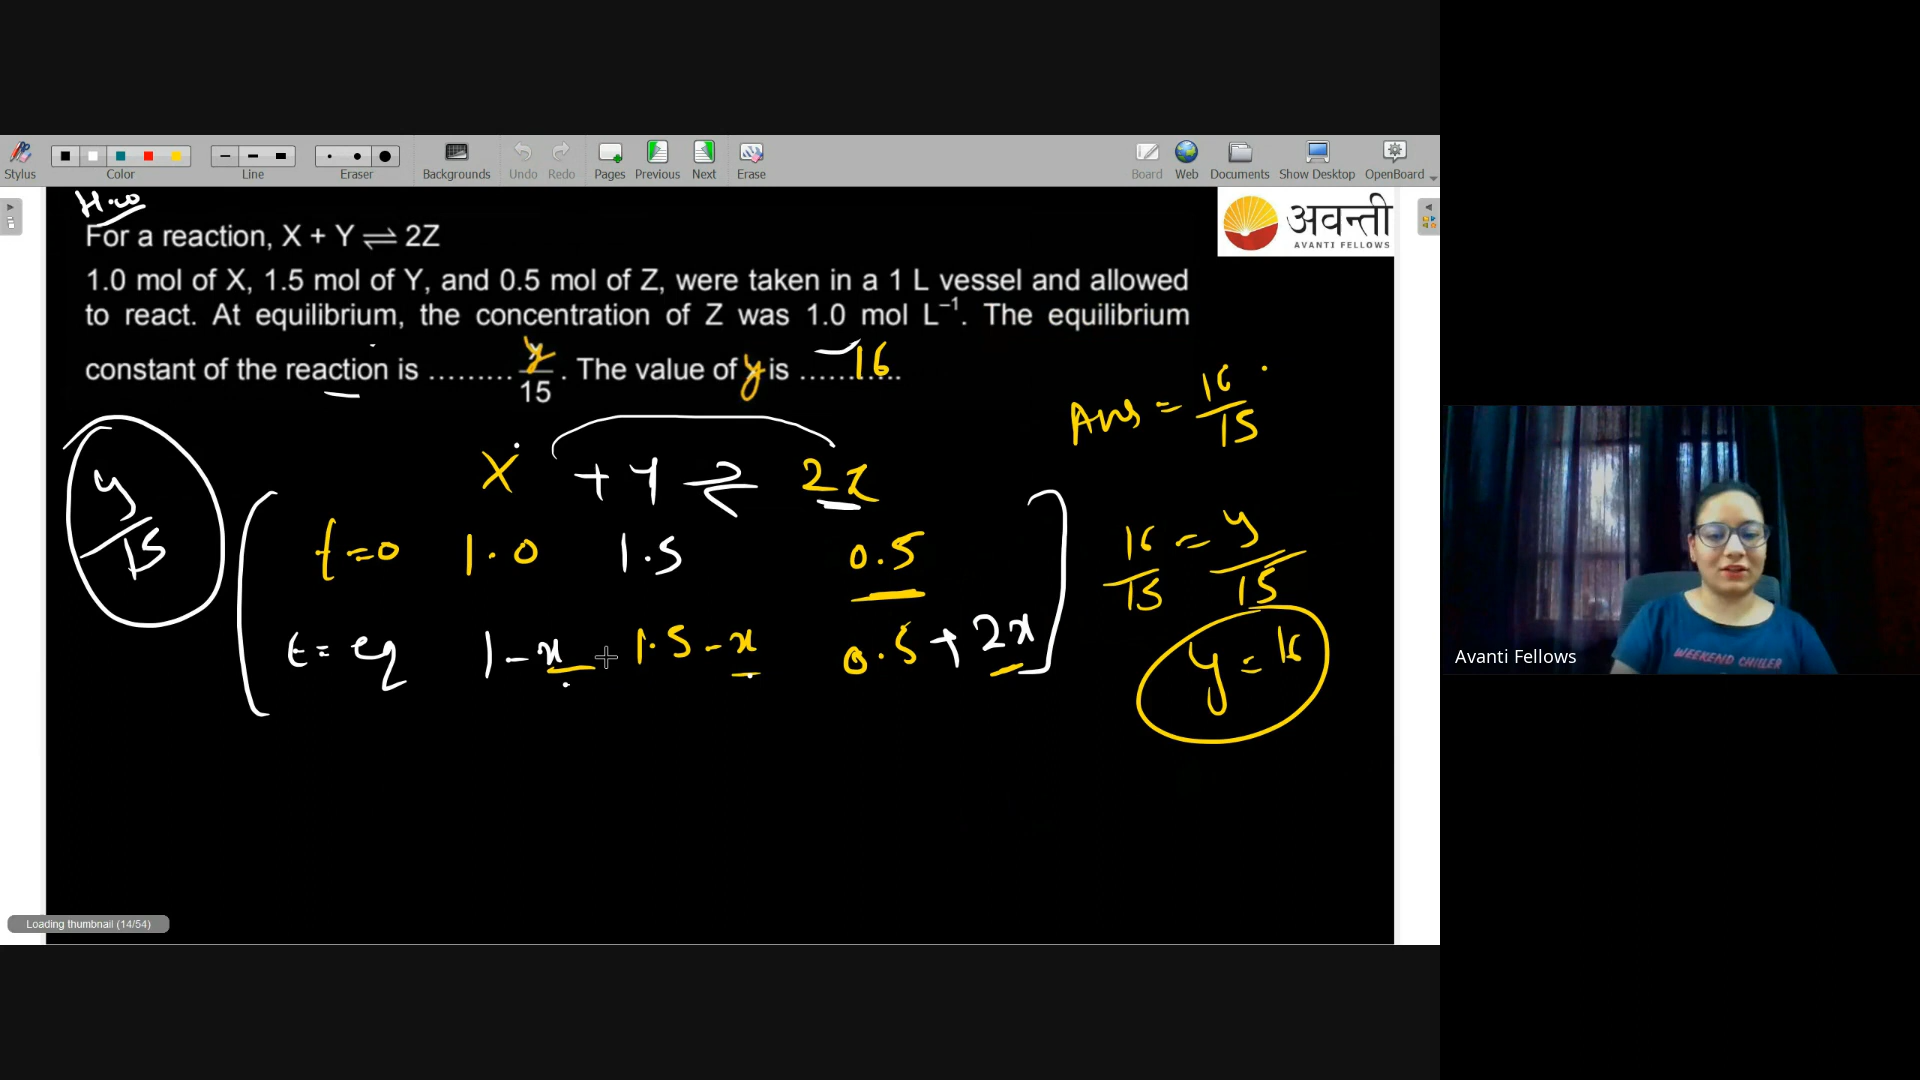 Stylus
Color
Line
Eraser
Backgrounds
Undo Redo
Pages Previous Next
Erase
Board Web Documents Show Desktop OpenBoard
H.w
अवन्ती
AVANTI FELLOWS
For a reaction, X + Y ⇌ 2Z
1.0 mol of X, 1.5 mol of Y, and 0.5 mol of Z, were taken in a 1 L vessel and allowed
to react. At equilibrium, the concentration of Z was 1.0 mol L⁻¹. The equilibrium
constant of the reaction is ......... y/15 . The value of y is ......16....
Ans = 16/15
y/15
X + Y ⇌ 2Z
t=0 1.0 1.5 0.5
16/15 = y/15
t= eq 1-x 1.5-x 0.5+2x
y = 16
Avanti Fellows
WEEKEND CHILLER
Loading thumbnail (14/54)